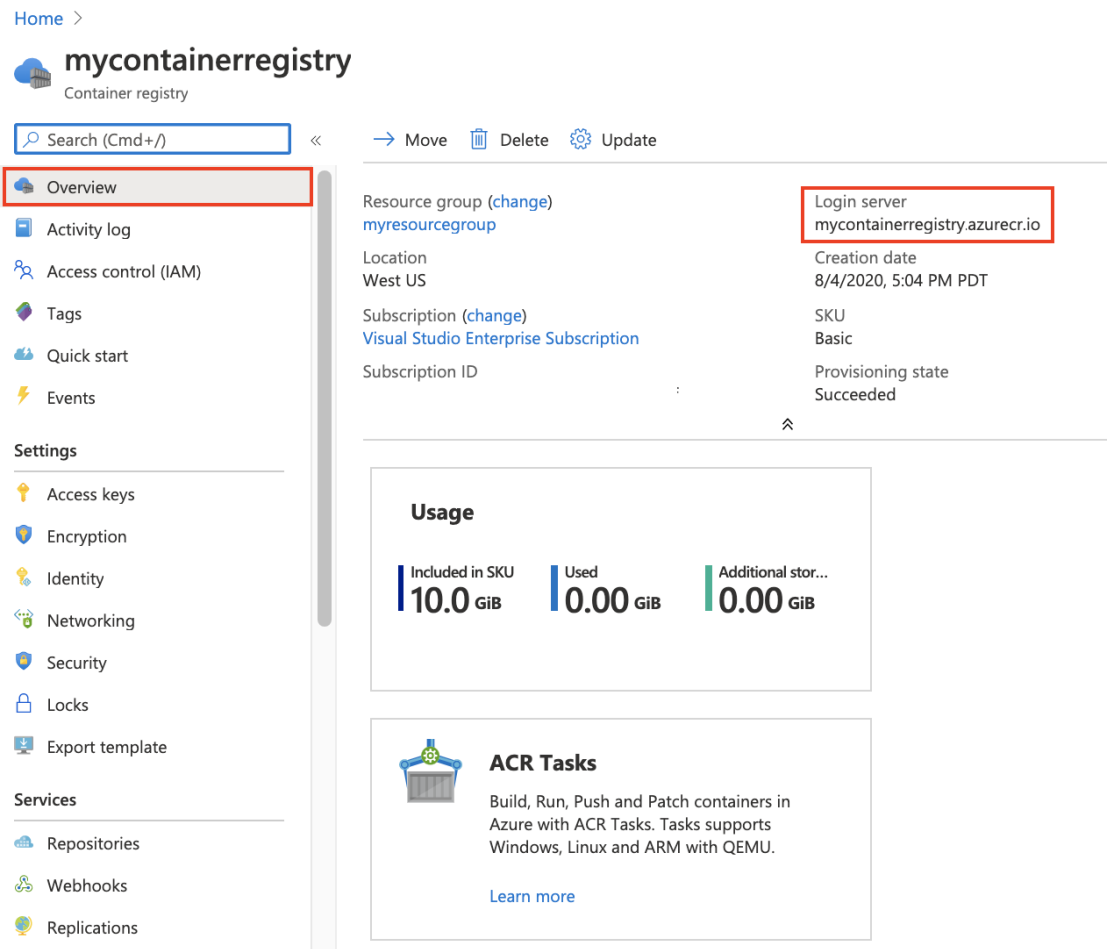 Home >
mycontainerregistry
Container registry
Search (Cmd+/)
«
Overview
Activity log
Access control (IAM)
Tags
Quick start
Events
Settings
Access keys
Encryption
Identity
Networking
Security
Locks
Export template
Services
Repositories
Webhooks
Replications
Move Delete Update
Resource group (change)
myresourcegroup
Location
West US
Subscription (change)
Visual Studio Enterprise Subscription
Subscription ID
:
Login server
mycontainerregistry.azurecr.io
Creation date
8/4/2020, 5:04 PM PDT
SKU
Basic
Provisioning state
Succeeded
Usage
Included in SKU
10.0 GiB
Used
0.00 GiB
Additional stor...
0.00 GiB
ACR Tasks
Build, Run, Push and Patch containers in
Azure with ACR Tasks. Tasks supports
Windows, Linux and ARM with QEMU.
Learn more